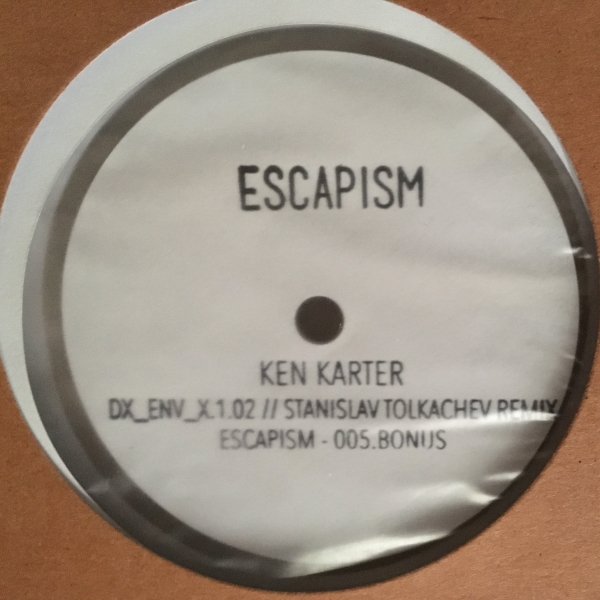 ESCAPISM
KEN KARTER
DX_ENV_X.1.02 // STANISLAV TOLKACHEV REMIX
ESCAPISM - 005.BONUS